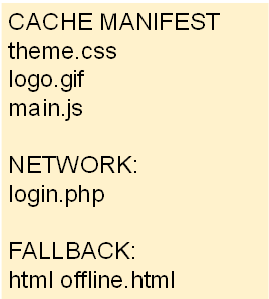 CACHE MANIFEST
theme.css
logo.gif
main.js
NETWORK:
login.php
FALLBACK:
html offline.html